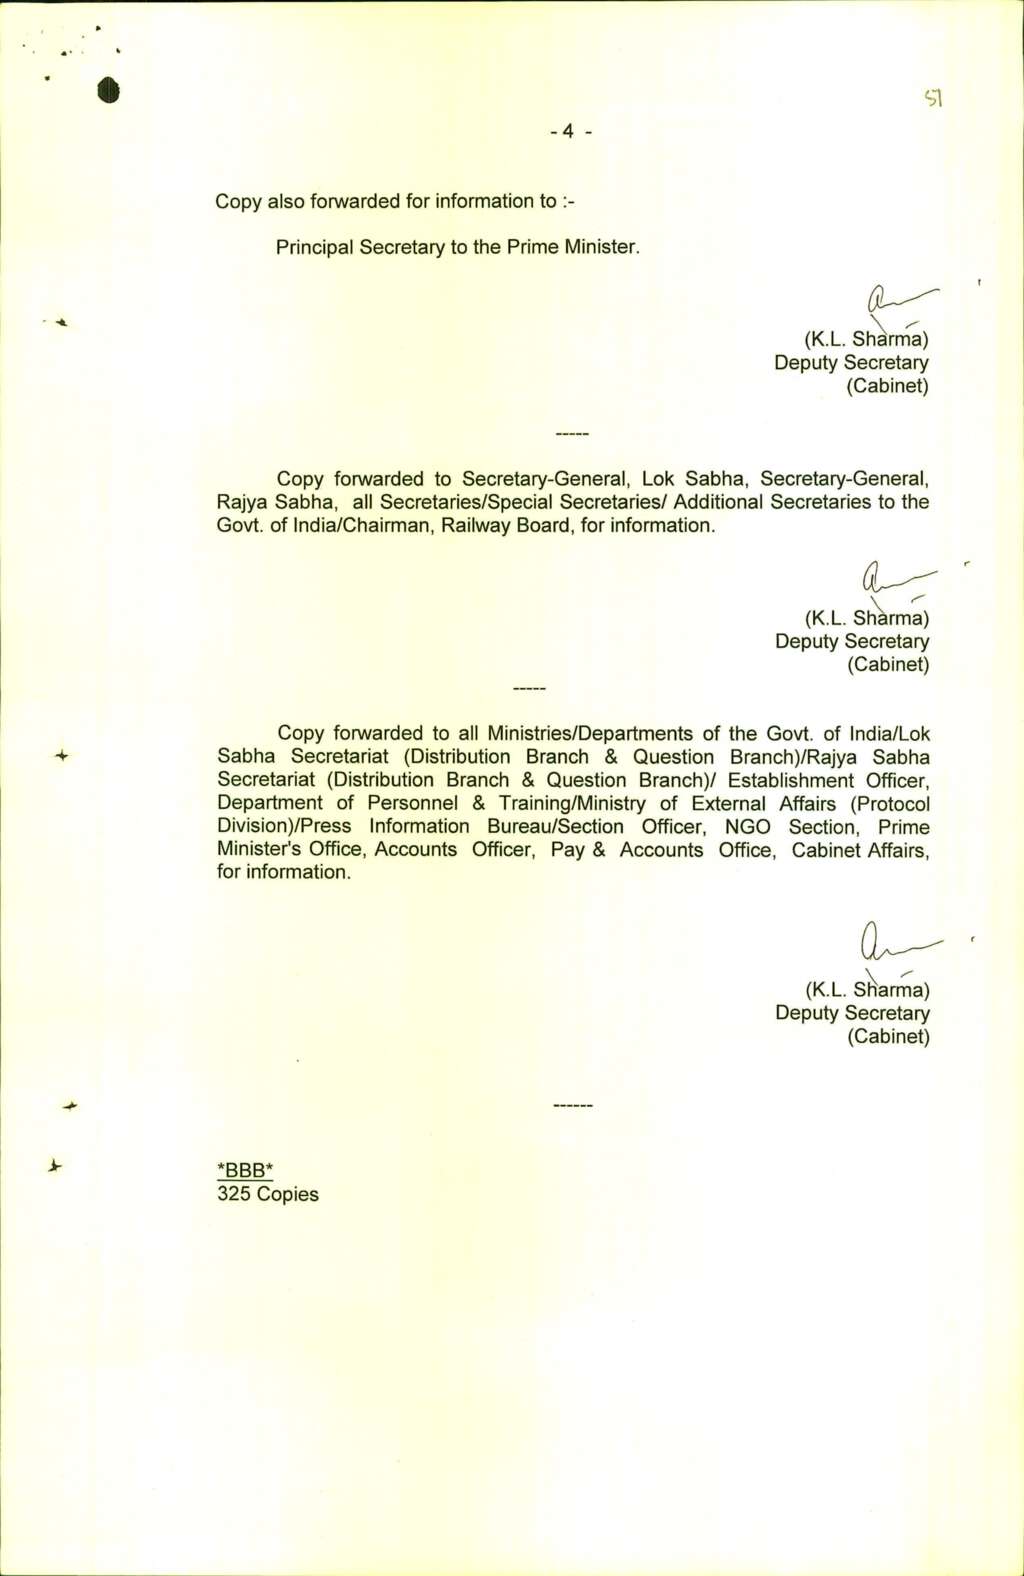 57
- 4 -
Copy also forwarded for information to :-
Principal Secretary to the Prime Minister.
(K.L. Sharma)
Deputy Secretary
(Cabinet)
-----
Copy forwarded to Secretary-General, Lok Sabha, Secretary-General,
Rajya Sabha, all Secretaries/Special Secretaries/ Additional Secretaries to the
Govt. of India/Chairman, Railway Board, for information.
(K.L. Sharma)
Deputy Secretary
(Cabinet)
-----
Copy forwarded to all Ministries/Departments of the Govt. of India/Lok
Sabha Secretariat (Distribution Branch & Question Branch)/Rajya Sabha
Secretariat (Distribution Branch & Question Branch)/ Establishment Officer,
Department of Personnel & Training/Ministry of External Affairs (Protocol
Division)/Press Information Bureau/Section Officer, NGO Section, Prime
Minister's Office, Accounts Officer, Pay & Accounts Office, Cabinet Affairs,
for information.
(K.L. Sharma)
Deputy Secretary
(Cabinet)
------
*BBB*
325 Copies